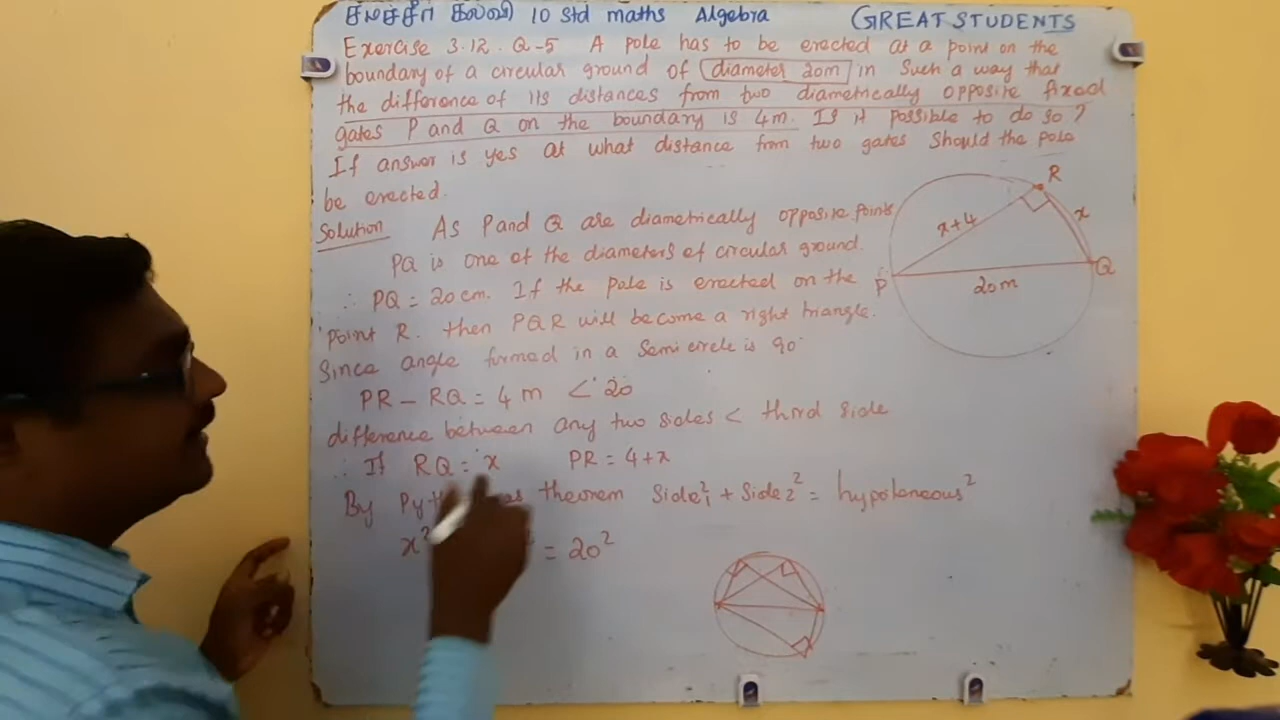 சமச்சீர் கல்வி 10 Std maths Algebra GREAT STUDENTS
Exercise 3.12. Q-5 A pole has to be erected at a point on the
boundary of a circular ground of diameter 20m in Such a way that
the difference of its distances from two diametrically opposite fixed
gates P and Q on the boundary is 4m. Is it possible to do so?
If answer is yes at what distance from two gates Should the pole
be erected.
Solution As P and Q are diametrically opposite points
PQ is one of the diameters of circular ground.
∴ PQ = 20 cm. If the pole is erected on the
point R. then PQR will become a right triangle.
Since angle formed in a Semicircle is 90°
PR - RQ = 4 m < 20
difference between any two sides < third side
∴ If RQ = x PR = 4+x
By theorem Side1² + Side2² = hypoteneous²
x² = 20²
R
x+4
x
P
Q
20m